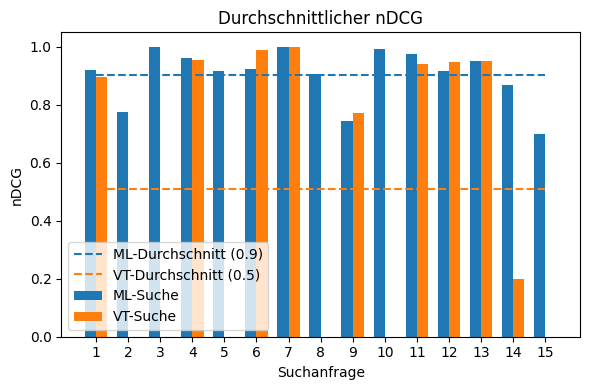 Durchschnittlicher nDCG
nDCG
1.0
0.8
0.6
0.4
0.2
0.0
ML-Durchschnitt (0.9)
VT-Durchschnitt (0.5)
ML-Suche
VT-Suche
1 2 3 4 5 6 7 8 9 10 11 12 13 14 15
Suchanfrage